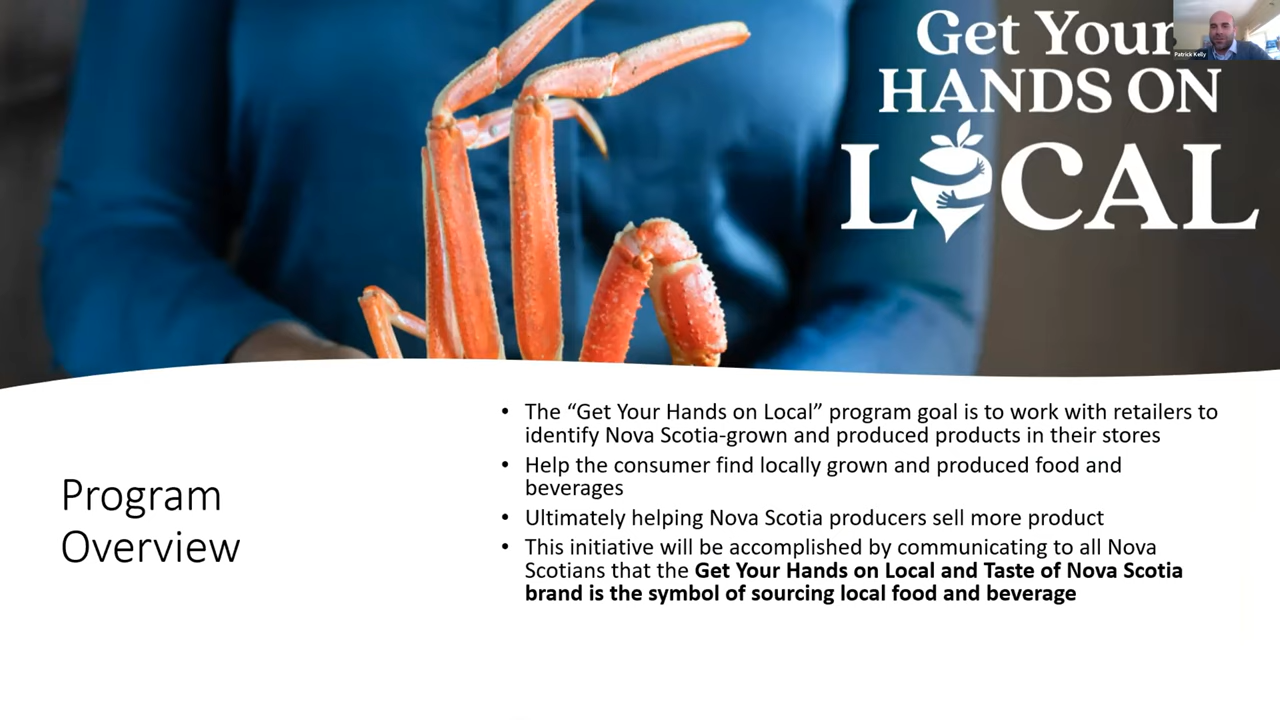 Get Your
HANDS ON
LOCAL
Patrick Kelly
Program
Overview
• The “Get Your Hands on Local” program goal is to work with retailers to
identify Nova Scotia-grown and produced products in their stores
• Help the consumer find locally grown and produced food and
beverages
• Ultimately helping Nova Scotia producers sell more product
• This initiative will be accomplished by communicating to all Nova
Scotians that the Get Your Hands on Local and Taste of Nova Scotia
brand is the symbol of sourcing local food and beverage